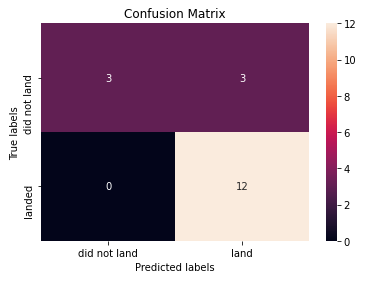 Confusion Matrix
True labels
did not land
landed
3
3
0
12
did not land
land
Predicted labels
12
10
8
6
4
2
0